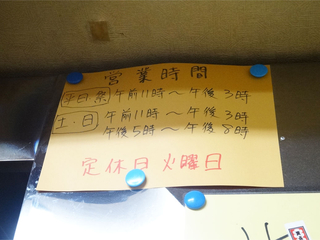 営業時間
平日祭 午前11時～午後3時
土・日 午前11時～午後3時
午後5時～午後8時
定休日 火曜日